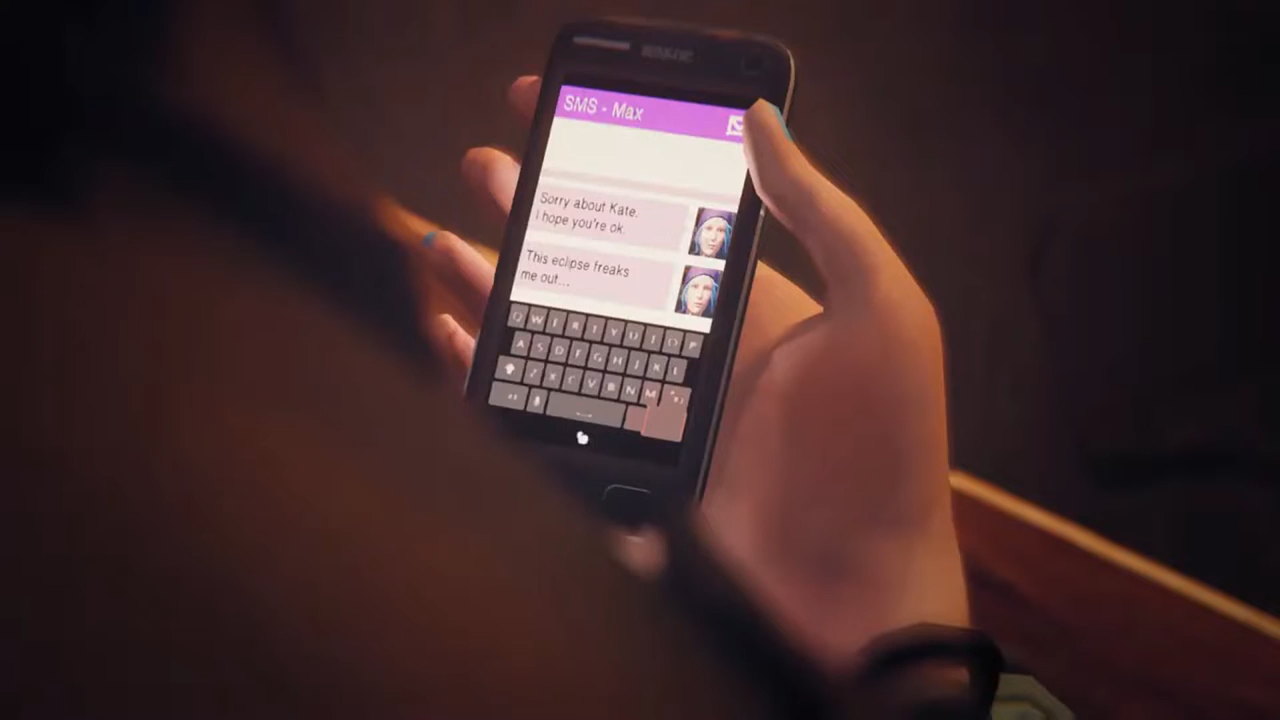 SMS - Max
Sorry about Kate.
I hope you're ok.
This eclipse freaks
me out...
Q W E R T Y U I O P
A S D F G H J K L
Z X C V B N M